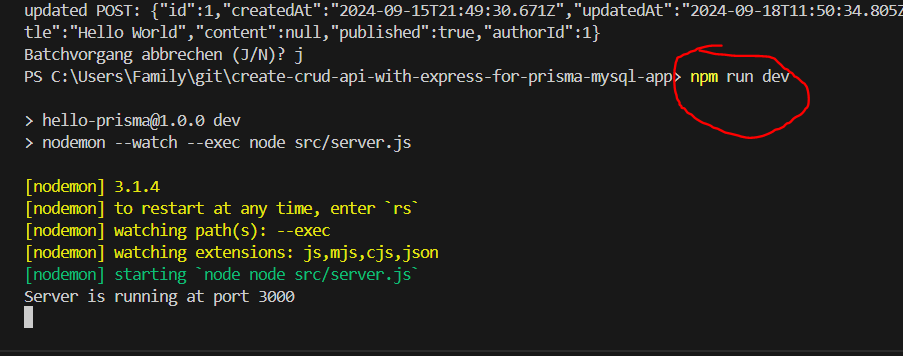 updated POST: {"id":1,"createdAt":"2024-09-15T21:49:30.671Z","updatedAt":"2024-09-18T11:50:34.805Z
tle":"Hello World","content":null,"published":true,"authorId":1}
Batchvorgang abbrechen (J/N)? j
PS C:\Users\Family\git\create-crud-api-with-express-for-prisma-mysql-app> npm run dev
> hello-prisma@1.0.0 dev
> nodemon --watch --exec node src/server.js
[nodemon] 3.1.4
[nodemon] to restart at any time, enter `rs`
[nodemon] watching path(s): --exec
[nodemon] watching extensions: js,mjs,cjs,json
[nodemon] starting `node node src/server.js`
Server is running at port 3000